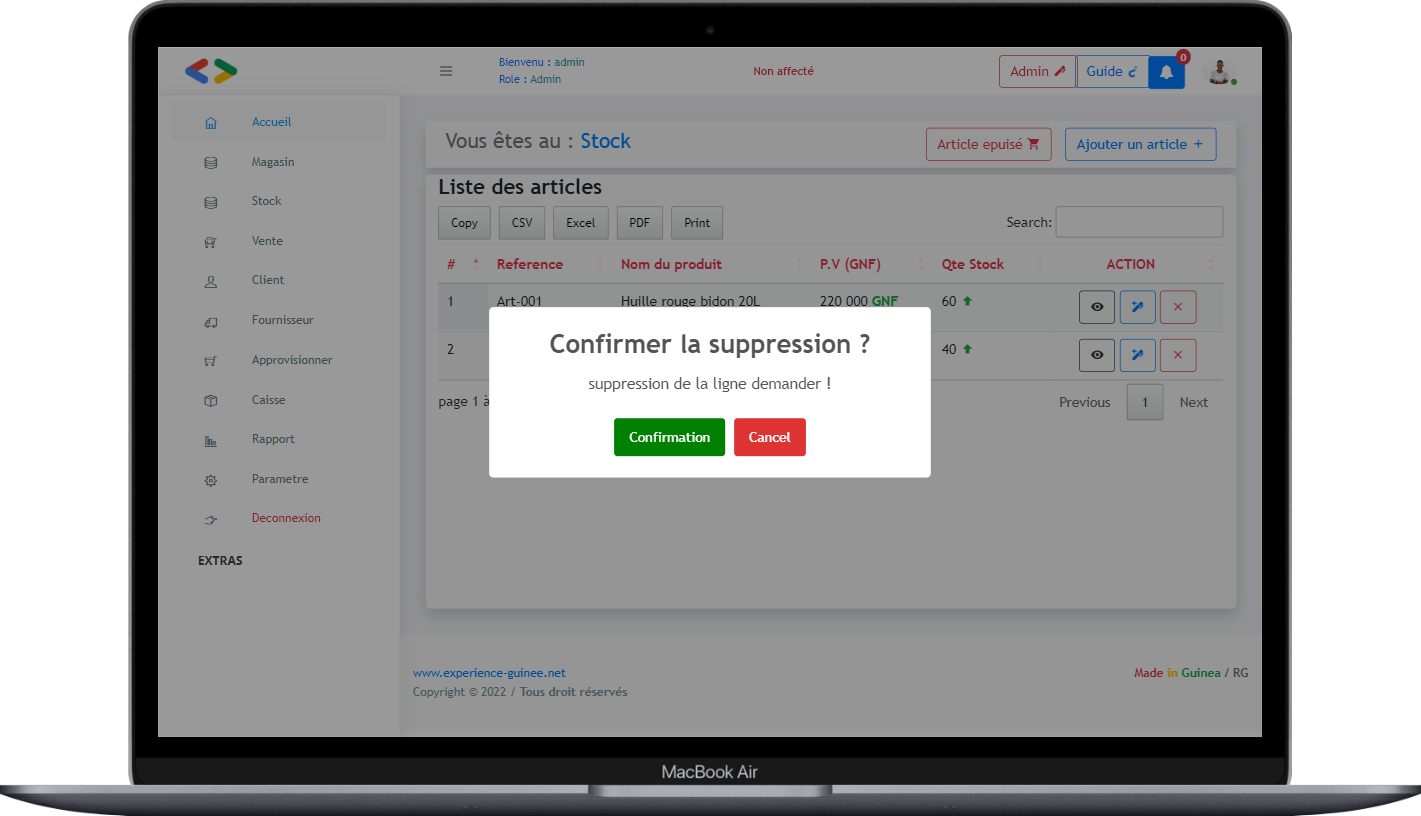 Bienvenu : admin
Role : Admin
Non affecté
Admin
Guide
0
Accueil
Magasin
Stock
Vente
Client
Fournisseur
Approvisionner
Caisse
Rapport
Parametre
Deconnexion
EXTRAS
Vous êtes au : Stock
Article epuisé
Ajouter un article +
Liste des articles
Copy CSV Excel PDF Print
Search:
# Reference Nom du produit P.V (GNF) Qte Stock ACTION
1 Art-001 Huille rouge bidon 20L 220 000 GNF 60
2 40
page 1 à
Previous 1 Next
Confirmer la suppression ?
suppression de la ligne demander !
Confirmation Cancel
www.experience-guinee.net
Copyright © 2022 / Tous droit réservés
Made in Guinea / RG
MacBook Air